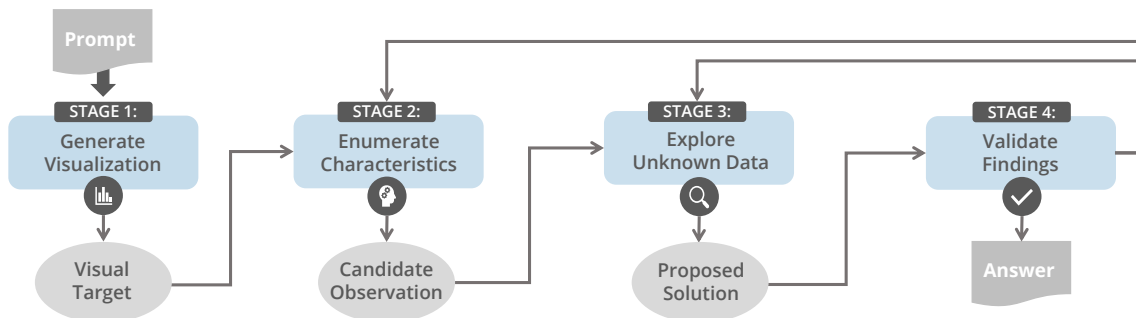 Prompt
STAGE 1:
Generate
Visualization
Visual
Target
STAGE 2:
Enumerate
Characteristics
Candidate
Observation
STAGE 3:
Explore
Unknown Data
Proposed
Solution
STAGE 4:
Validate
Findings
Answer